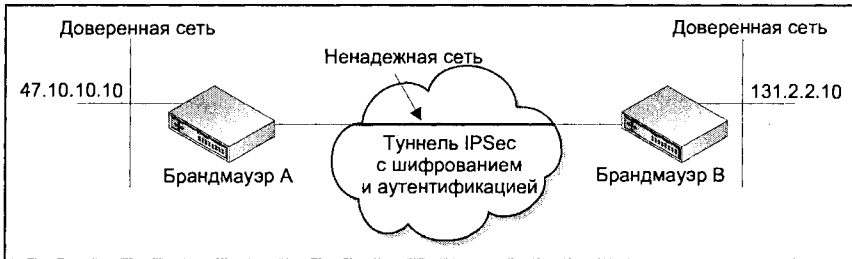 Доверенная сеть
Доверенная сеть
Ненадежная сеть
47.10.10.10
131.2.2.10
Туннель IPSec
с шифрованием
и аутентификацией
Брандмауэр А
Брандмауэр В